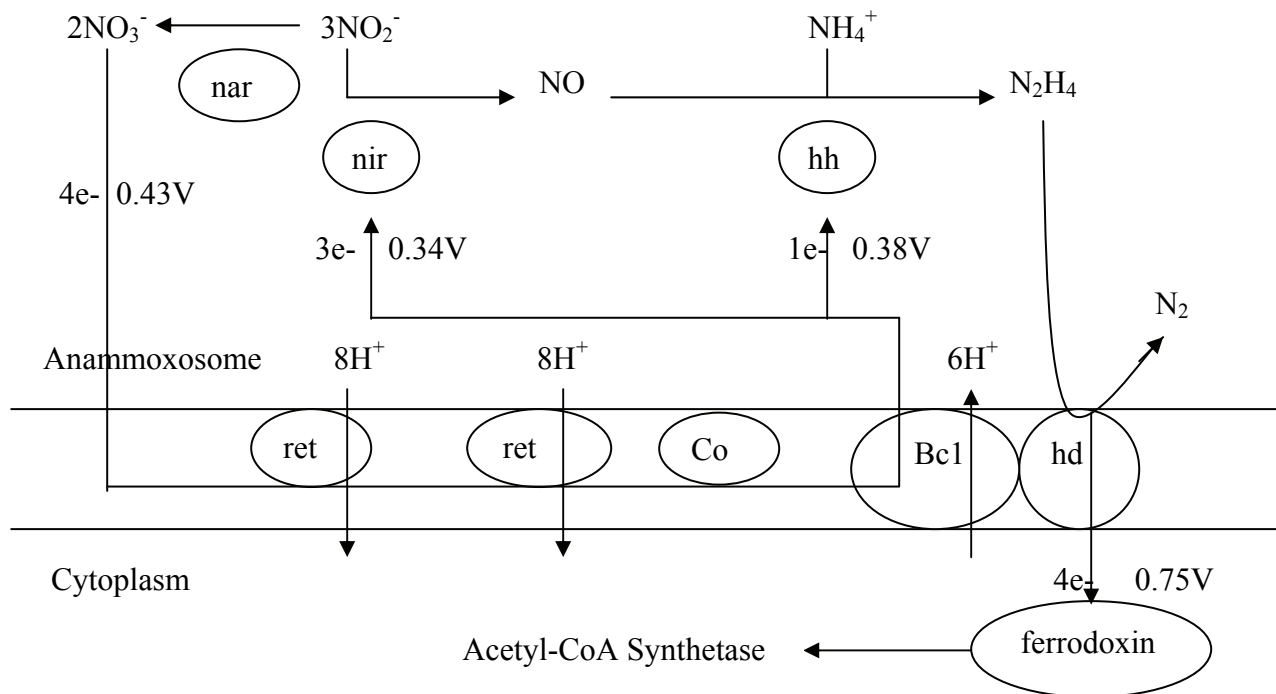 2NO₃⁻ 3NO₂⁻ NH₄⁺
nar NO N₂H₄
nir hh
4e- 0.43V
3e- 0.34V 1e- 0.38V
N₂
Anammoxosome 8H⁺ 8H⁺ 6H⁺
ret ret Co Bc1 hd
Cytoplasm 4e- 0.75V
Acetyl-CoA Synthetase ferrodoxin